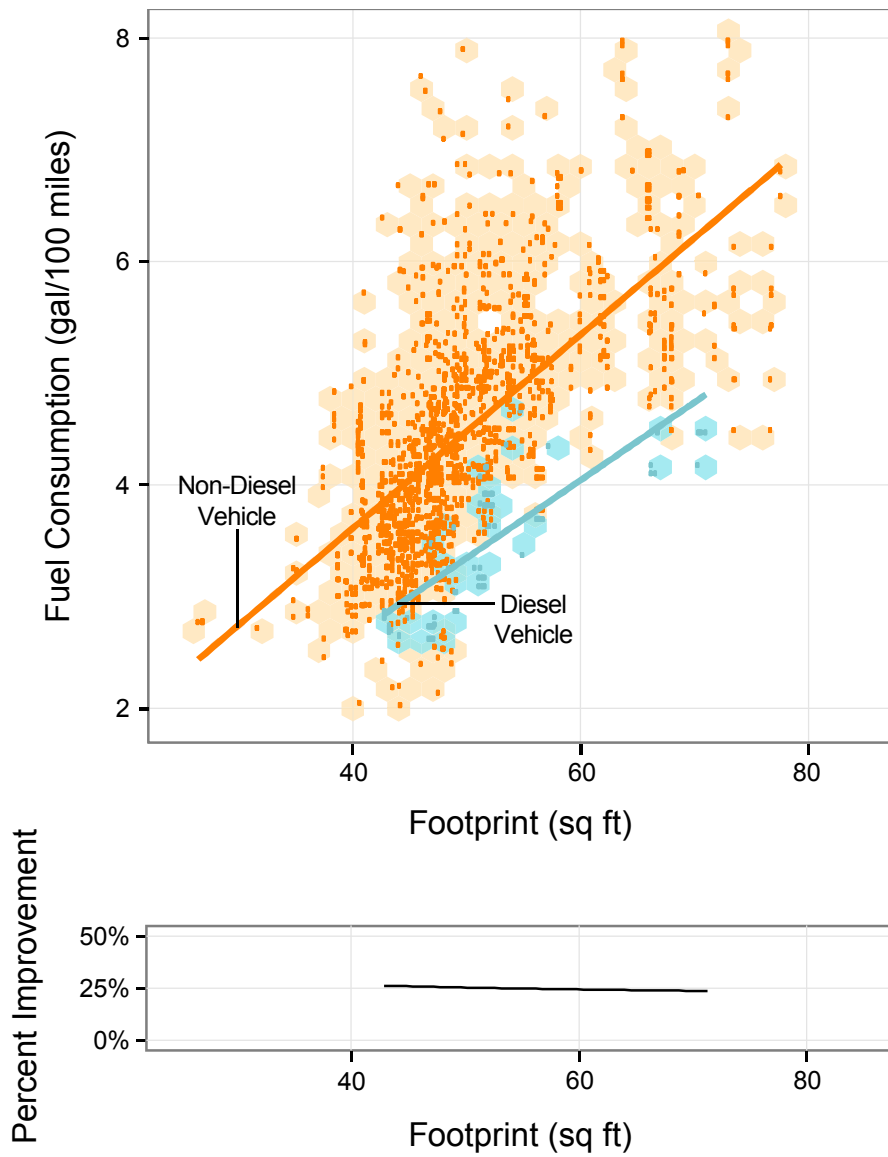 8
6
4
2
Fuel Consumption (gal/100 miles)
Non-Diesel
Vehicle
Diesel
Vehicle
40
60
80
Footprint (sq ft)
Percent Improvement
50%
25%
0%
40
60
80
Footprint (sq ft)